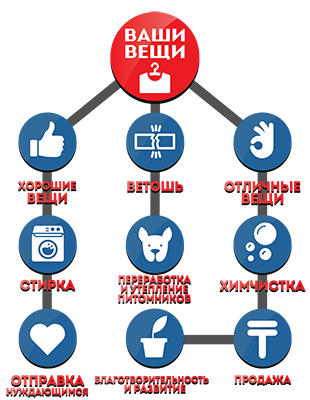 ВАШИ
ВЕЩИ
ХОРОШИЕ
ВЕЩИ
ВЕТОШЬ
ОТЛИЧНЫЕ
ВЕЩИ
СТИРКА
ПЕРЕРАБОТКА
И УТЕПЛЕНИЕ
ПИТОМНИКОВ
ХИМЧИСТКА
ОТПРАВКА
НУЖДАЮЩИМСЯ
БЛАГОТВОРИТЕЛЬНОСТЬ
И РАЗВИТИЕ
ПРОДАЖА